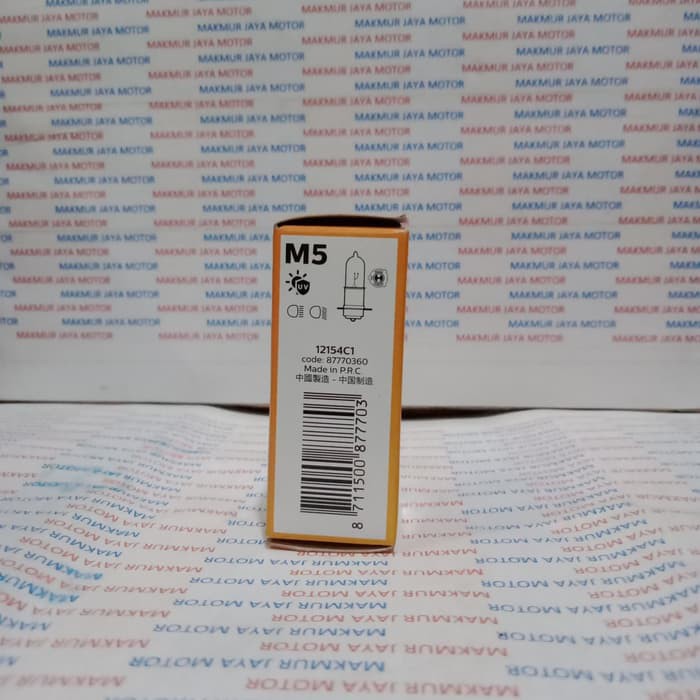 M5
UV
12154C1
code: 87770360
Made in P.R.C
中國製造 - 中国制造
8 711500 877703
MAKMUR JAYA MOTOR